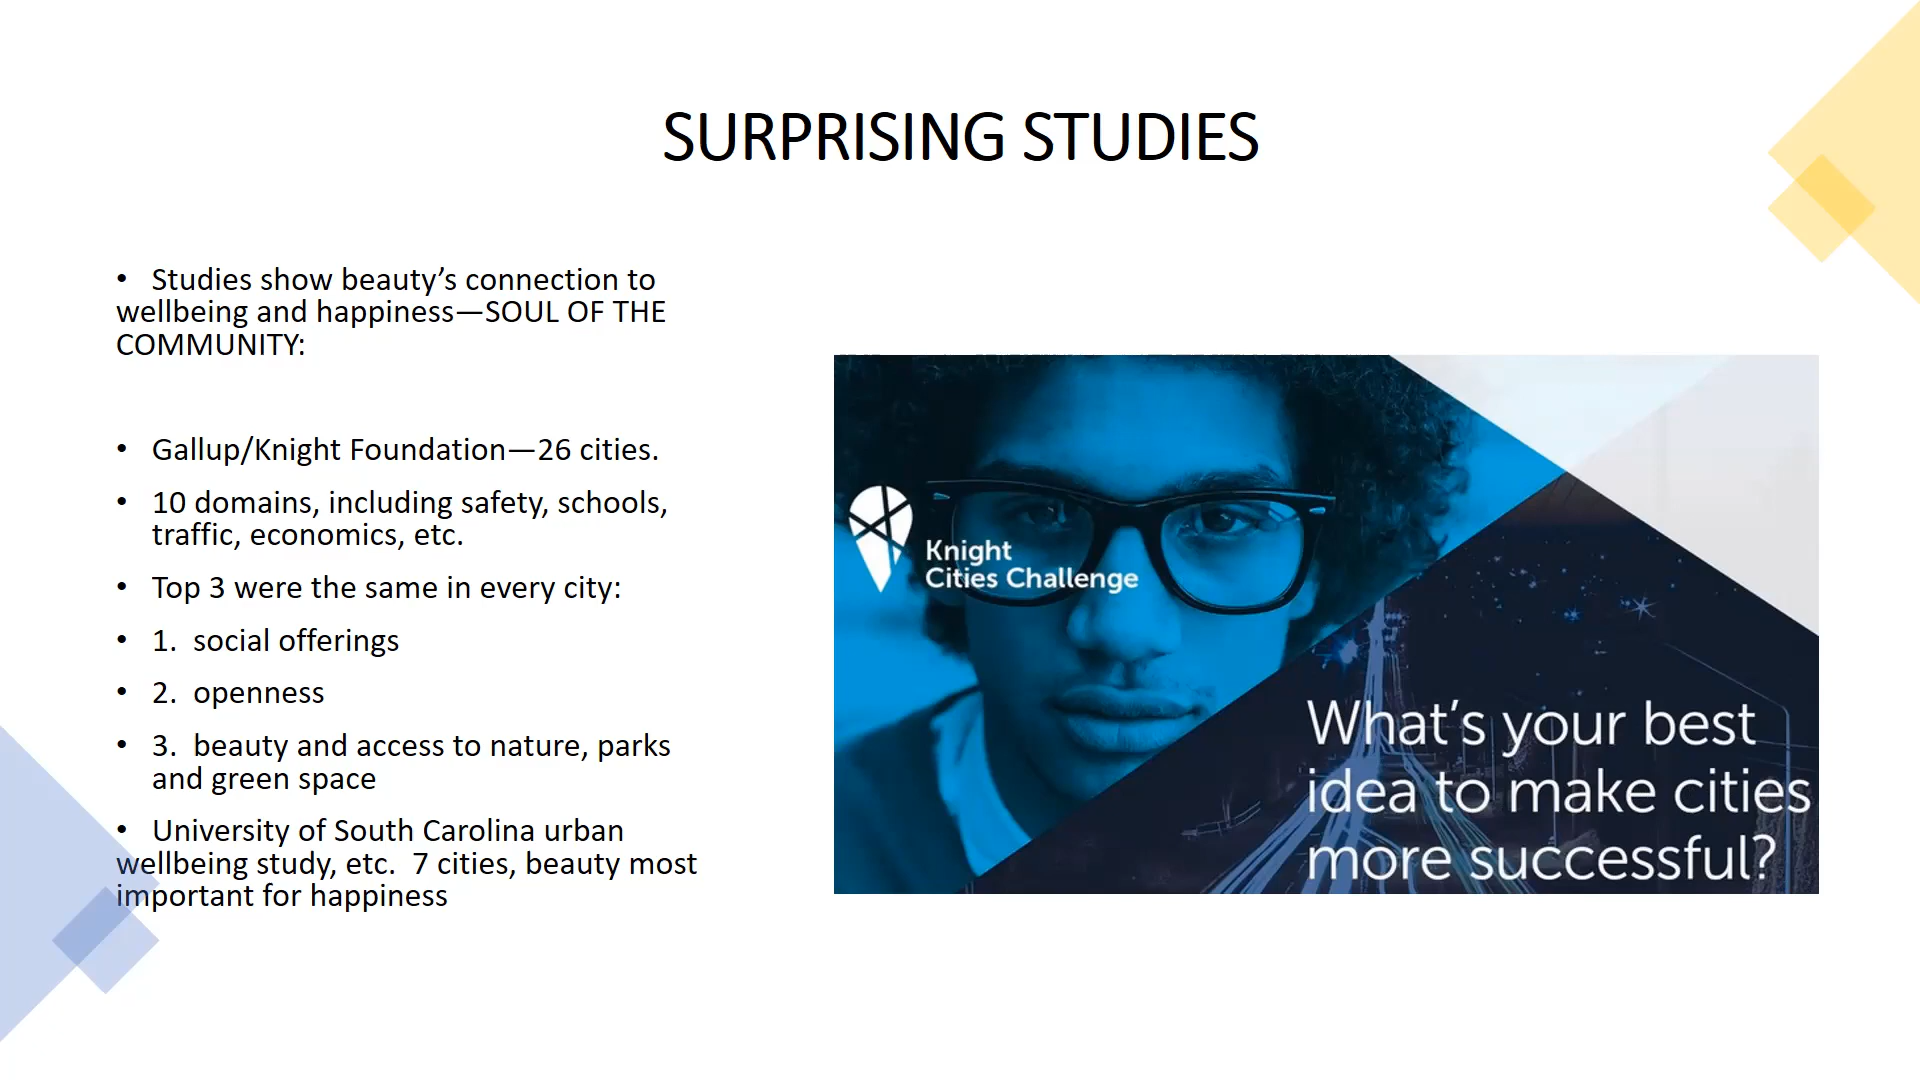 SURPRISING STUDIES
• Studies show beauty’s connection to
wellbeing and happiness—SOUL OF THE
COMMUNITY:
• Gallup/Knight Foundation—26 cities.
• 10 domains, including safety, schools,
traffic, economics, etc.
• Top 3 were the same in every city:
• 1. social offerings
• 2. openness
• 3. beauty and access to nature, parks
and green space
• University of South Carolina urban
wellbeing study, etc. 7 cities, beauty most
important for happiness
Knight
Cities Challenge
What’s your best
idea to make cities
more successful?